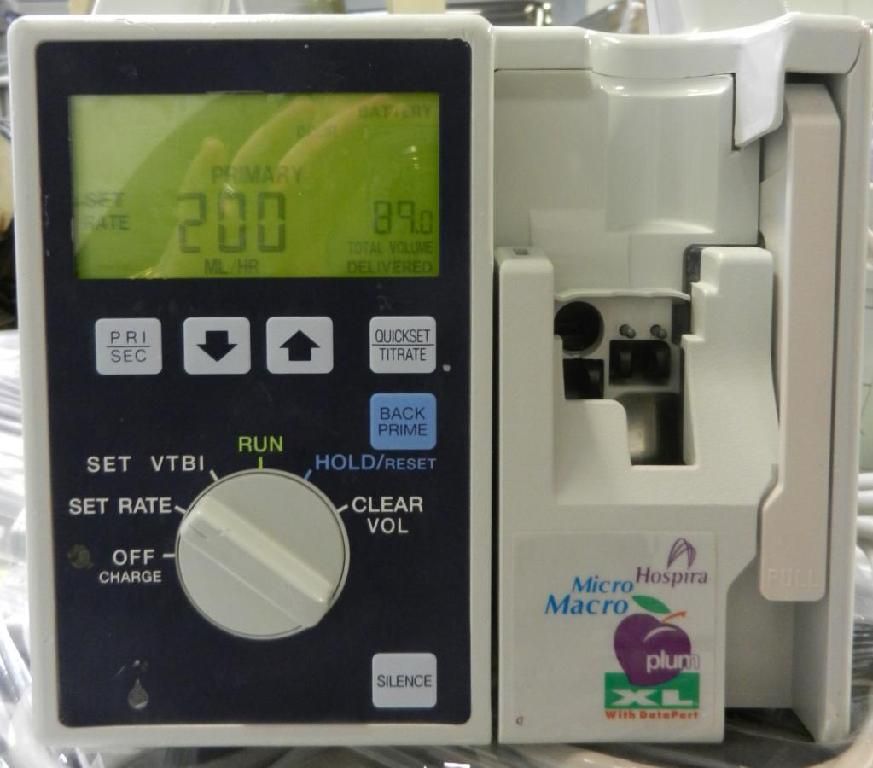 BATTERY
PRIMARY
SET
RATE
200
89.0
ML/HR
TOTAL VOLUME
DELIVERED
PRI
SEC
QUICKSET
TITRATE
BACK
PRIME
RUN
SET VTBI
HOLD/RESET
SET RATE
CLEAR
VOL
OFF
CHARGE
SILENCE
PULL
Hospira
Micro
Macro
plum
XL
With DataPort